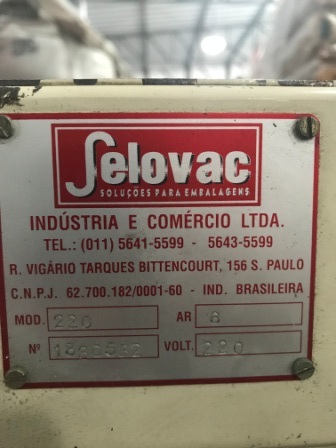 Selovac
SOLUÇÕES PARA EMBALAGENS
INDÚSTRIA E COMÉRCIO LTDA.
TEL.: (011) 5641-5599 - 5643-5599
R. VIGÁRIO TARQUES BITTENCOURT, 156 S. PAULO
C.N.P.J. 62.700.182/0001-60 - IND. BRASILEIRA
MOD. 220 AR 8
Nº VOLT. 220